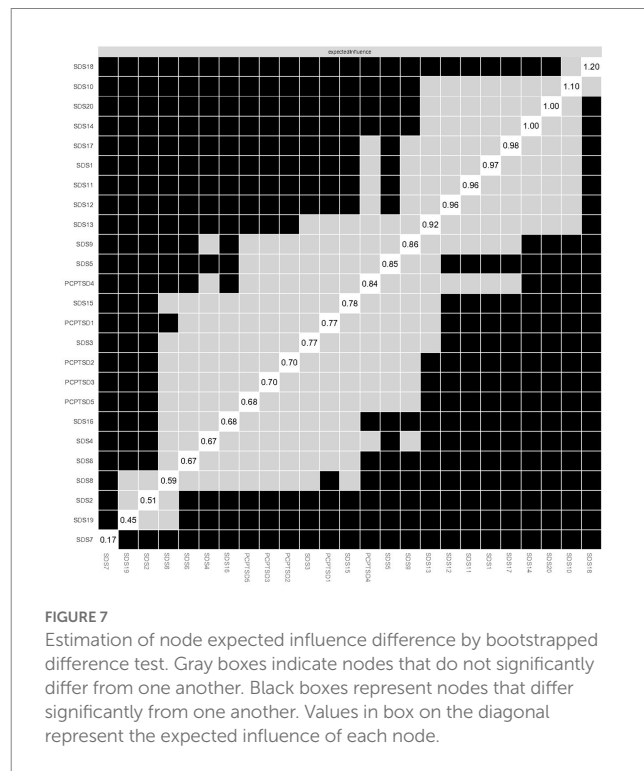 expectedInfluence
SDS18 1.20
SDS10 1.10
SDS20 1.00
SDS14 1.00
SDS17 0.98
SDS1 0.97
SDS11 0.96
SDS12 0.96
SDS13 0.92
SDS9 0.86
SDS5 0.85
PCPTSD4 0.84
SDS15 0.78
PCPTSD1 0.77
SDS3 0.77
PCPTSD2 0.70
PCPTSD3 0.70
PCPTSD5 0.68
SDS16 0.68
SDS4 0.67
SDS6 0.67
SDS8 0.59
SDS2 0.51
SDS19 0.45
SDS7 0.17
SDS7 SDS19 SDS2 SDS8 SDS6 SDS4 SDS16 PCPTSD5 PCPTSD3 PCPTSD2 SDS3 PCPTSD1 SDS15 PCPTSD4 SDS5 SDS9 SDS13 SDS12 SDS11 SDS1 SDS17 SDS14 SDS20 SDS10 SDS18
FIGURE 7
Estimation of node expected influence difference by bootstrapped
difference test. Gray boxes indicate nodes that do not significantly
differ from one another. Black boxes represent nodes that differ
significantly from one another. Values in box on the diagonal
represent the expected influence of each node.